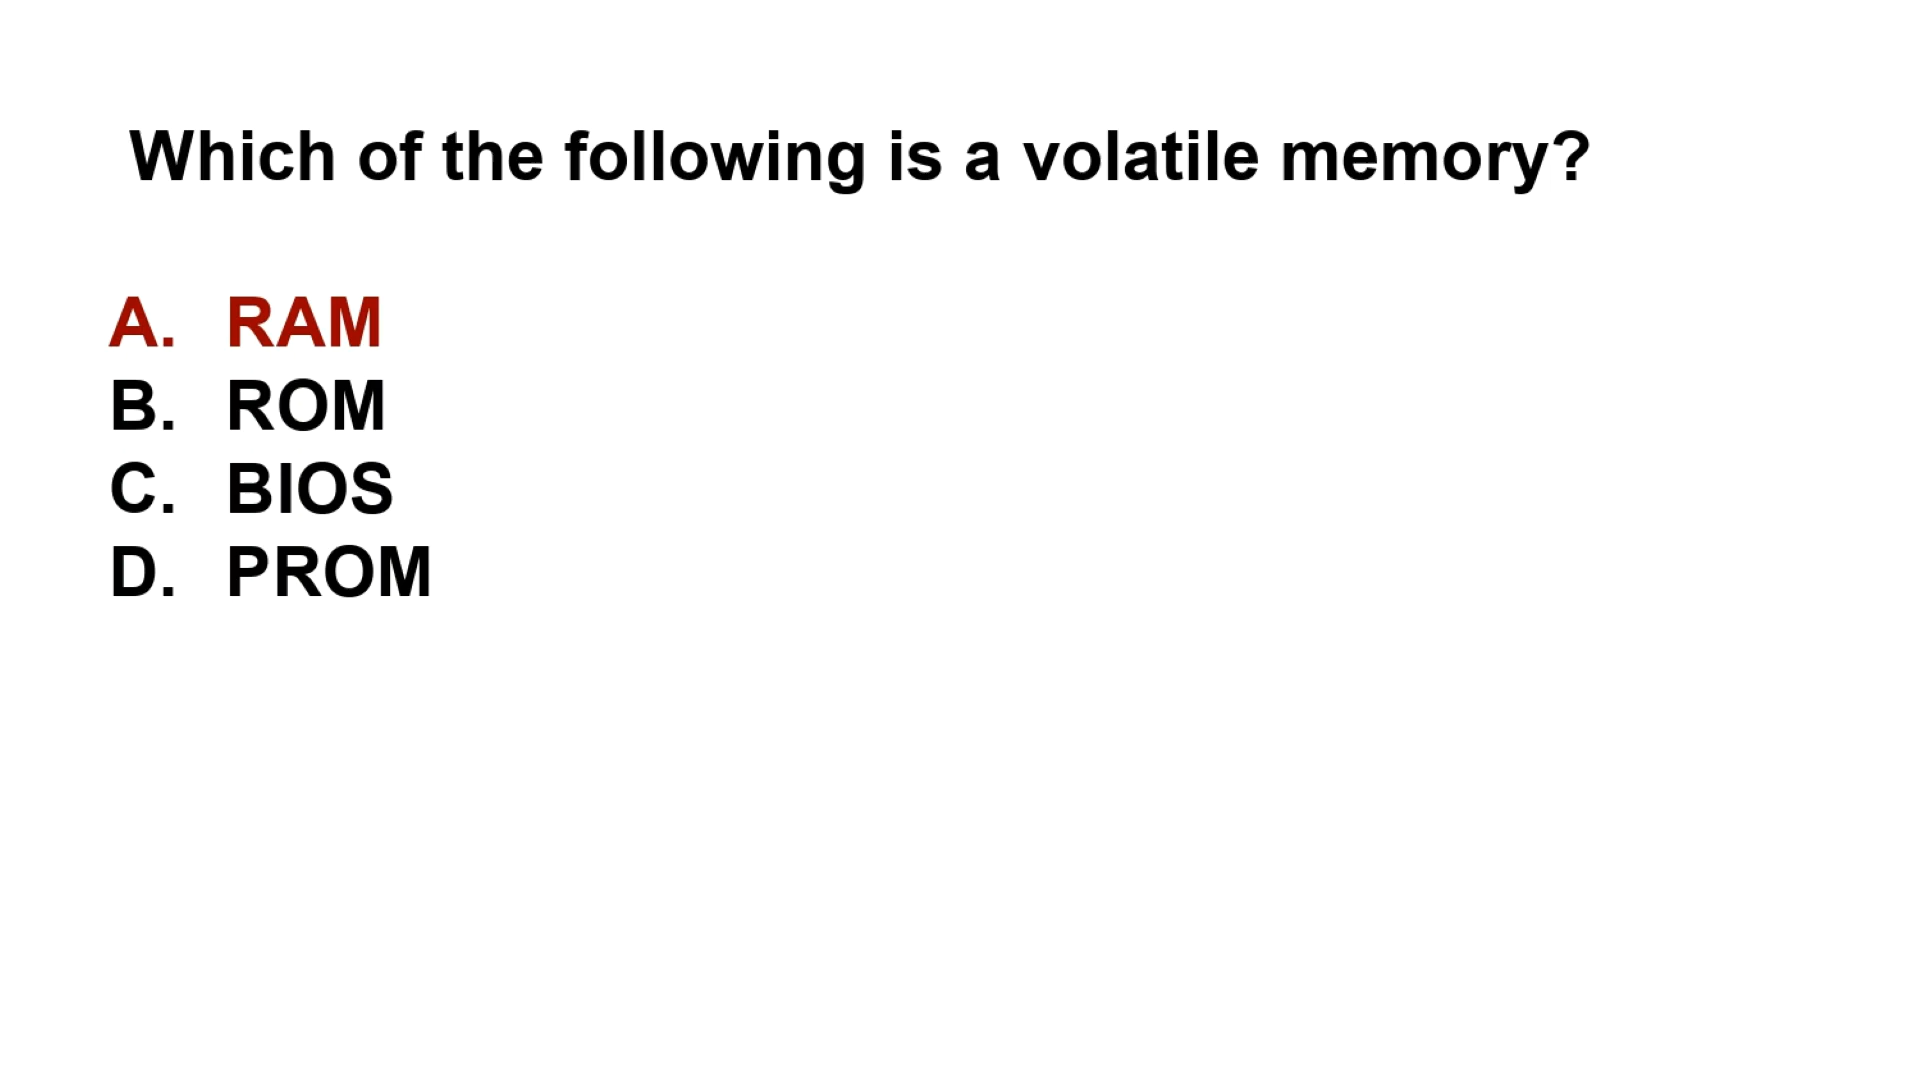 Which of the following is a volatile memory?
A. RAM
B. ROM
C. BIOS
D. PROM